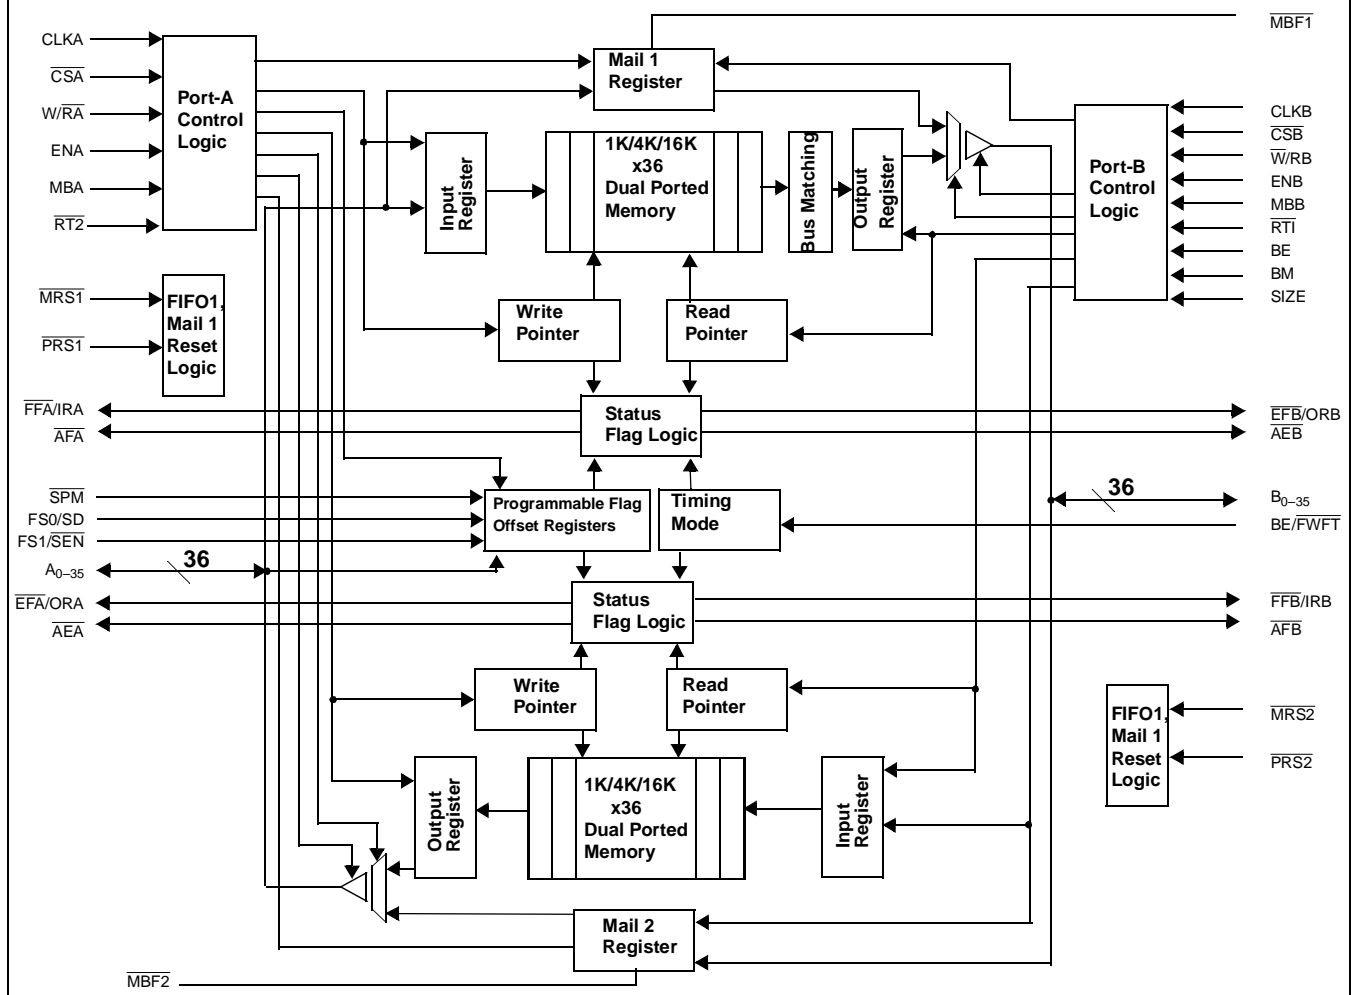 MBF1
CLKA
CSA
W/RA
ENA
MBA
RT2
Port-A
Control
Logic
Mail 1
Register
CLKB
CSB
W/RB
ENB
MBB
RTI
BE
BM
SIZE
Port-B
Control
Logic
Input
Register
1K/4K/16K
x36
Dual Ported
Memory
Bus Matching
Output
Register
MRS1
PRS1
FIFO1,
Mail 1
Reset
Logic
Write
Pointer
Read
Pointer
FFA/IRA
AFA
Status
Flag Logic
EFB/ORB
AEB
SPM
FS0/SD
FS1/SEN
Programmable Flag
Offset Registers
Timing
Mode
36
B0–35
BE/FWFT
36
A0–35
EFA/ORA
AEA
Status
Flag Logic
FFB/IRB
AFB
Write
Pointer
Read
Pointer
FIFO1,
Mail 1
Reset
Logic
MRS2
PRS2
Output
Register
1K/4K/16K
x36
Dual Ported
Memory
Input
Register
Mail 2
Register
MBF2